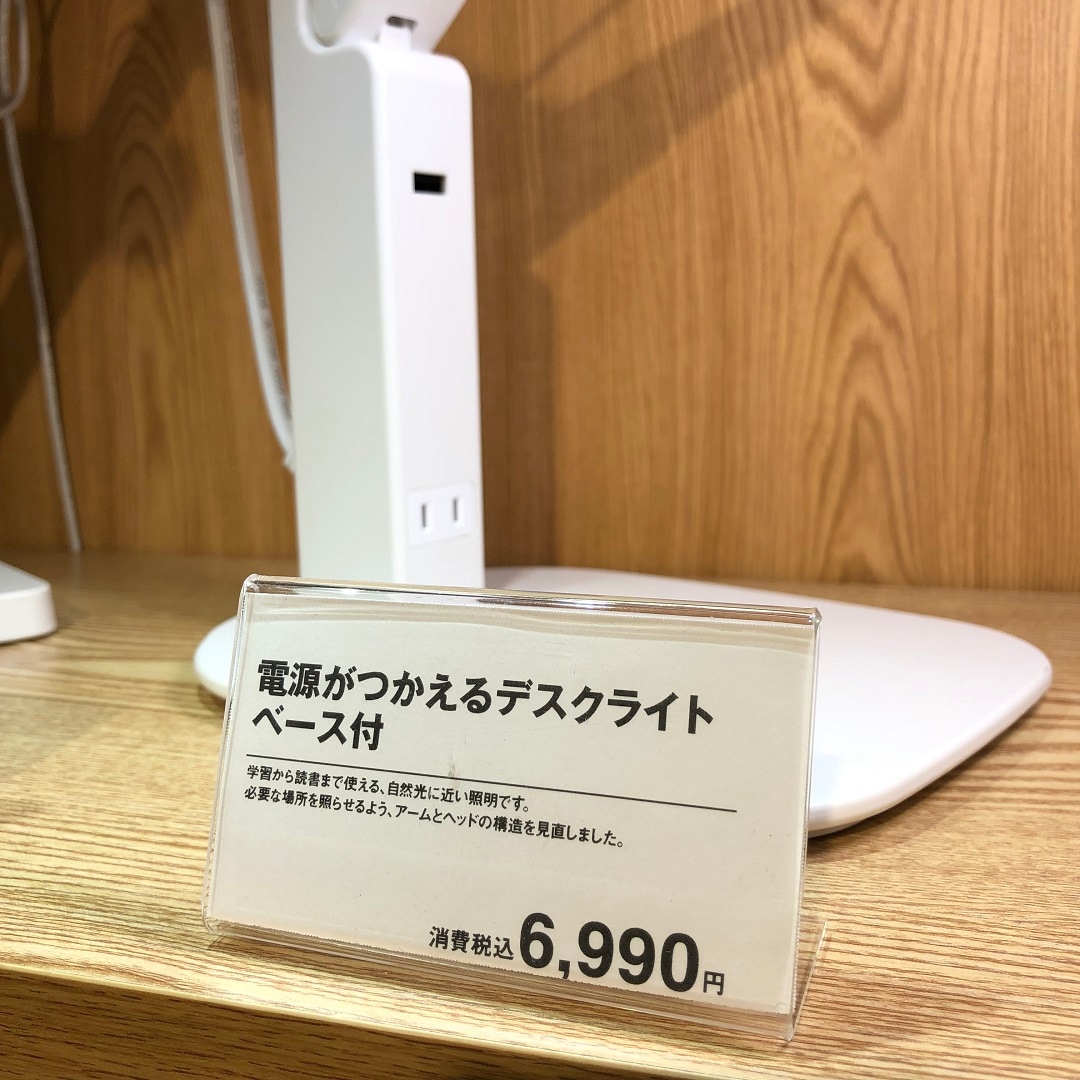 電源がつかえるデスクライト
ベース付
学習から読書まで使える、自然光に近い照明です。
必要な場所を照らせるよう、アームとヘッドの構造を見直しました。
消費税込6,990円